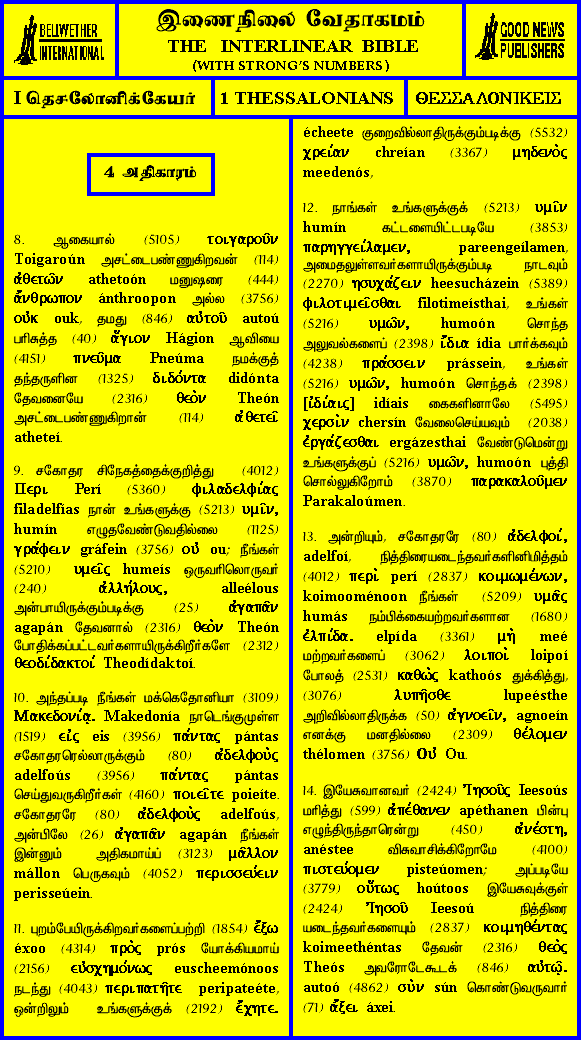 BELLWETHER
INTERNATIONAL
இணைநிலை வேதாகமம்
THE INTERLINEAR BIBLE
(WITH STRONG'S NUMBERS )
GOOD NEWS
PUBLISHERS
I தெசலோனிக்கேயர்
1 THESSALONIANS
ΘΕΣΣΑΛΟΝΙΚΕΙΣ
4 அதிகாரம்
8. ஆகையால் (5105) τοιγαροῦν
Toigaroún அசட்டைபண்ணுகிறவன் (114)
ἀθετῶν athetoón மனுஷரை (444)
ἄνθρωπον ánthroopon அல்ல (3756)
οὐκ ouk, தமது (846) αὐτοῦ autoú
பரிசுத்த (40) ἅγιον Hágion ஆவியை
(4151) πνεῦμα Pneúma நமக்குத்
தந்தருளின (1325) διδόντα didónta
தேவனையே (2316) θεὸν Theón
அசட்டைபண்ணுகிறான் (114) ἀθετεῖ
atheteí.
9. சகோதர சிநேகத்தைக்குறித்து (4012)
Περι Perí (5360) φιλαδελφίας
filadelfías நான் உங்களுக்கு (5213) υμῖν,
humín எழுதவேண்டுவதில்லை (1125)
γράφειν gráfein (3756) οὐ ou; நீங்கள்
(5210) υμεῖς humeís ஒருவரிலொருவர்
(240) ἀλλήλους, alleélous
அன்பாயிருக்கும்படிக்கு (25) ἀγαπᾶν
agapán தேவனால் (2316) θεὸν Theón
போதிக்கப்பட்டவர்களாயிருக்கிறீர்களே (2312)
θεοδίδακτοί Theodídaktoí.
10. அந்தப்படி நீங்கள் மக்கெதோனியா (3109)
Μακεδονίᾳ. Makedonía நாடெங்குமுள்ள
(1519) εἰς eis (3956) πάντας pántas
சகோதரரெல்லாருக்கும் (80) ἀδελφοὺς
adelfoús (3956) πάντας pántas
செய்துவருகிறீர்கள் (4160) ποιεῖτε poieíte.
சகோதரரே (80) ἀδελφοὺς adelfoús,
அன்பிலே (26) ἀγαπᾶν agapán நீங்கள்
இன்னும் அதிகமாய்ப் (3123) μᾶλλον
mállon பெருகவும் (4052) περισσεύειν
perisseúein.
11. புறம்பேயிருக்கிறவர்களைப்பற்றி (1854) ἔξω
éxoo (4314) πρὸς prós யோக்கியமாய்
(2156) εὐσχημόνως euscheemónoos
நடந்து (4043) περιπατῆτε peripateéte,
ஒன்றிலும் உங்களுக்குக் (2192) ἔχητε.
écheete குறைவில்லாதிருக்கும்படிக்கு (5532)
χρείαν chreían (3367) μηδενὸς
meedenós,
12. நாங்கள் உங்களுக்குக் (5213) υμῖν
humín கட்டளையிட்டபடியே (3853)
παρηγγείλαμεν, pareengeílamen,
அமைதலுள்ளவர்களாயிருக்கும்படி நாடவும்
(2270) ησυχάζειν heesucházein (5389)
φιλοτιμεῖσθαι filotimeísthai, உங்கள்
(5216) υμῶν, humoón சொந்த
அலுவல்களைப் (2398) ἴδια ídia பார்க்கவும்
(4238) πράσσειν prássein, உங்கள்
(5216) υμῶν, humoón சொந்தக் (2398)
[ἰδίαις] idíais கைகளினாலே (5495)
χερσὶν chersín வேலைசெய்யவும் (2038)
ἐργάζεσθαι ergázesthai வேண்டுமென்று
உங்களுக்குப் (5216) υμῶν, humoón புத்தி
சொல்லுகிறோம் (3870) παρακαλοῦμεν
Parakaloúmen.
13. அன்றியும், சகோதரரே (80) ἀδελφοί,
adelfoí, நித்திரையடைந்தவர்களினிமித்தம்
(4012) περὶ perí (2837) κοιμωμένων,
koimooménoon நீங்கள் (5209) υμᾶς
humás நம்பிக்கையற்றவர்களான (1680)
ἐλπίδα. elpída (3361) μὴ meé
மற்றவர்களைப் (3062) λοιποὶ loipoí
போலத் (2531) καθὼς kathoós துக்கித்து,
(3076) λυπῆσθε lupeésthe
அறிவில்லாதிருக்க (50) ἀγνοεῖν, agnoeín
எனக்கு மனதில்லை (2309) θέλομεν
thélomen (3756) Οὐ Ou.
14. இயேசுவானவர் (2424) Ἰησοῦς Ieesoús
மரித்து (599) ἀπέθανεν apéthanen பின்பு
எழுந்திருந்தாரென்று (450) ἀνέστη,
anéstee விசுவாசிக்கிறோமே (4100)
πιστεύομεν pisteúomen; அப்படியே
(3779) οὕτως hoútoos இயேசுவுக்குள்
(2424) Ἰησοῦ Ieesoú நித்திரை
யடைந்தவர்களையும் (2837) κοιμηθέντας
koimeethéntas தேவன் (2316) θεὸς
Theós அவரோடேகூடக் (846) αὐτῷ.
autoó (4862) σὺν sún கொண்டுவருவார்
(71) ἄξει áxei.